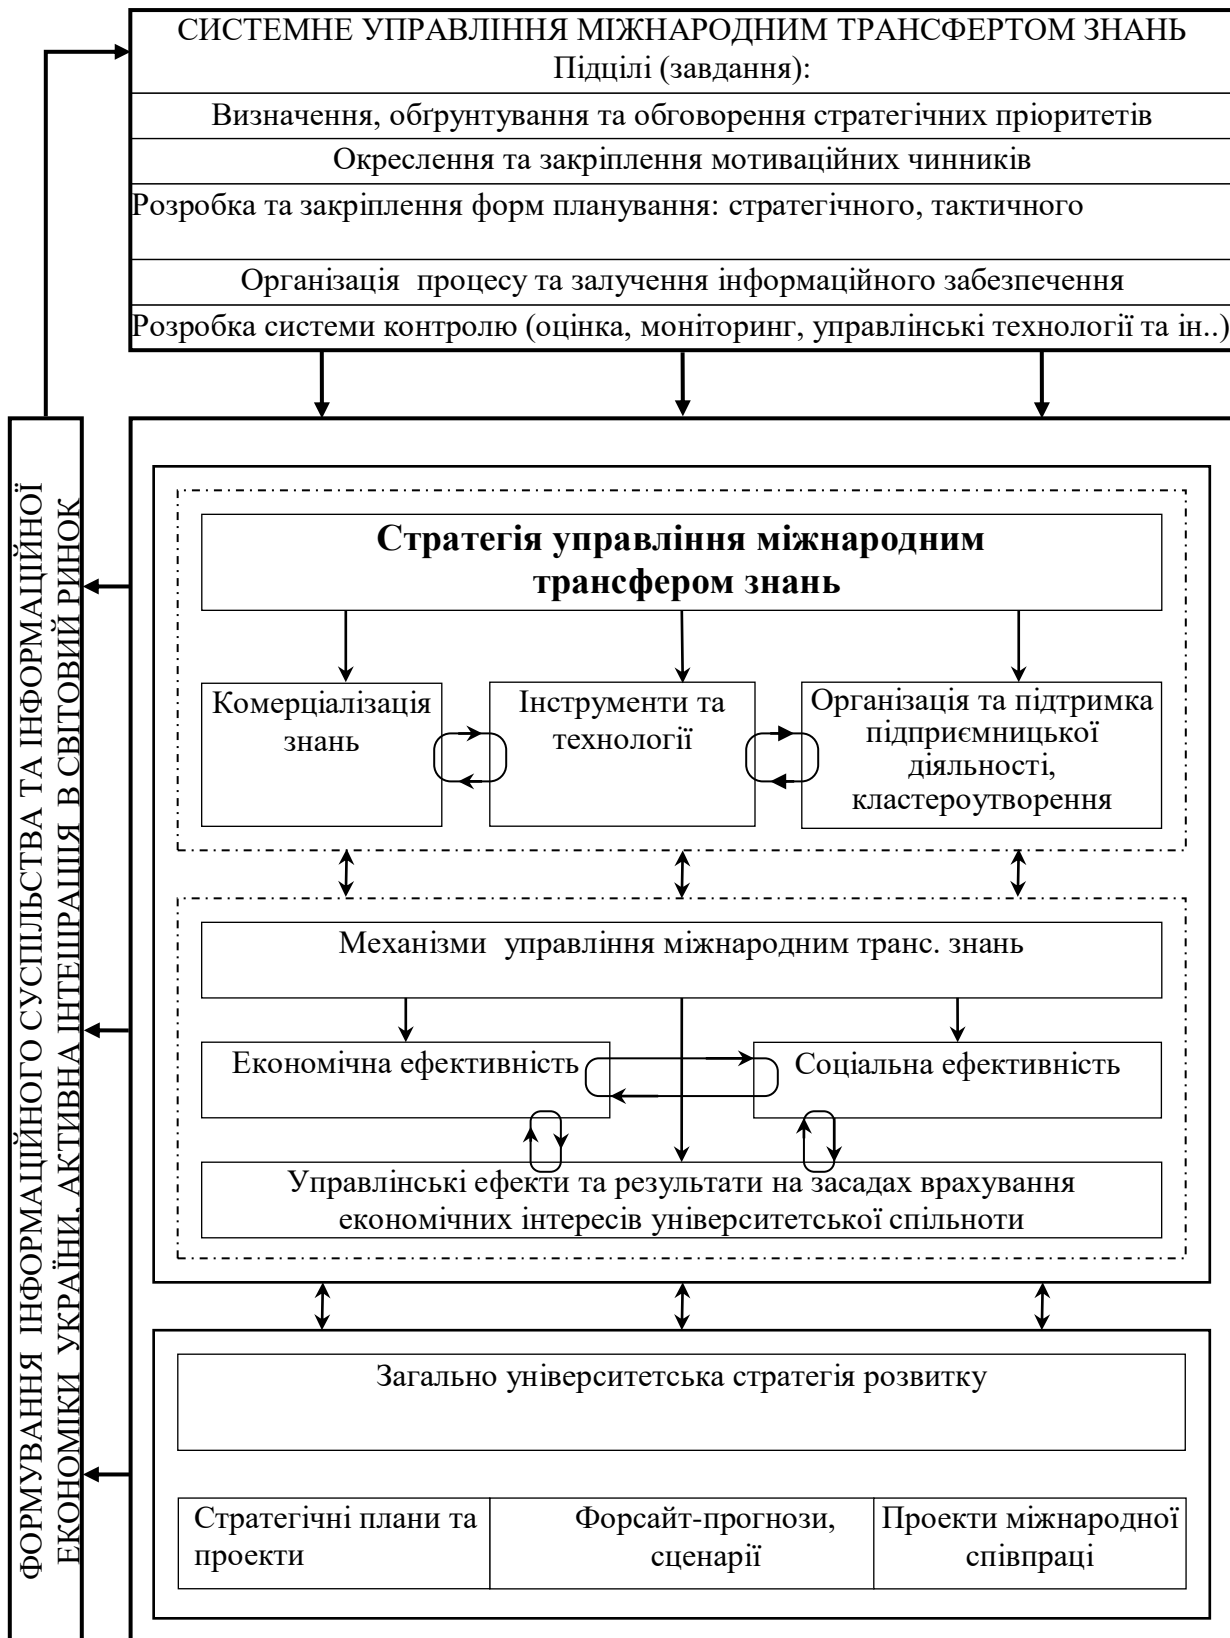 СИСТЕМНЕ УПРАВЛІННЯ МІЖНАРОДНИМ ТРАНСФЕРТОМ ЗНАНЬ
Підцілі (завдання):
Визначення, обґрунтування та обговорення стратегічних пріоритетів
Окреслення та закріплення мотиваційних чинників
Розробка та закріплення форм планування: стратегічного, тактичного
Організація процесу та залучення інформаційного забезпечення
Розробка системи контролю (оцінка, моніторинг, управлінські технології та ін..)
ФОРМУВАННЯ ІНФОРМАЦІЙНОГО СУСПІЛЬСТВА ТА ІНФОРМАЦІЙНОЇ
ЕКОНОМІКИ УКРАЇНИ, АКТИВНА ІНТЕГРАЦІЯ В СВІТОВИЙ РИНОК
Стратегія управління міжнародним
трансфером знань
Комерціалізація
знань
Інструменти та
технології
Організація та підтримка
підприємницької
діяльності,
кластероутворення
Механізми управління міжнародним транс. знань
Економічна ефективність
Соціальна ефективність
Управлінські ефекти та результати на засадах врахування
економічних інтересів університетської спільноти
Загально університетська стратегія розвитку
Стратегічні плани та
проекти
Форсайт-прогнози,
сценарії
Проекти міжнародної
співпраці